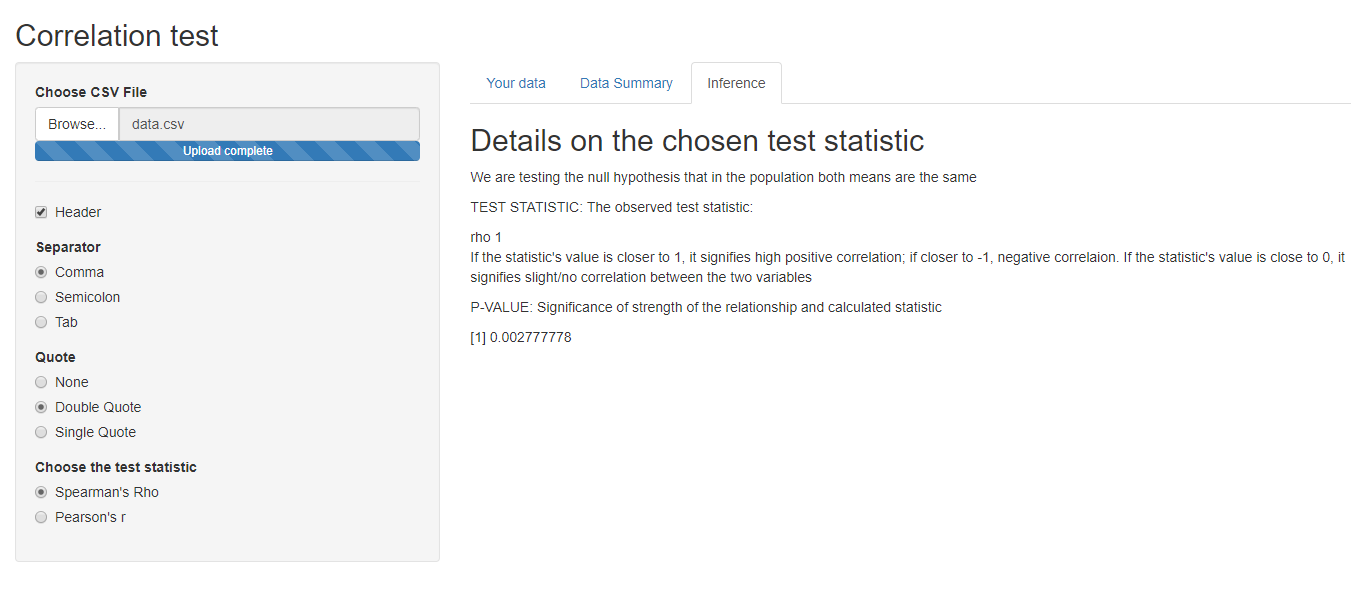 Correlation test
Choose CSV File
Browse... data.csv
Upload complete
Header
Separator
Comma
Semicolon
Tab
Quote
None
Double Quote
Single Quote
Choose the test statistic
Spearman's Rho
Pearson's r
Your data Data Summary Inference
Details on the chosen test statistic
We are testing the null hypothesis that in the population both means are the same
TEST STATISTIC: The observed test statistic:
rho 1
If the statistic's value is closer to 1, it signifies high positive correlation; if closer to -1, negative correlaion. If the statistic's value is close to 0, it
signifies slight/no correlation between the two variables
P-VALUE: Significance of strength of the relationship and calculated statistic
[1] 0.002777778